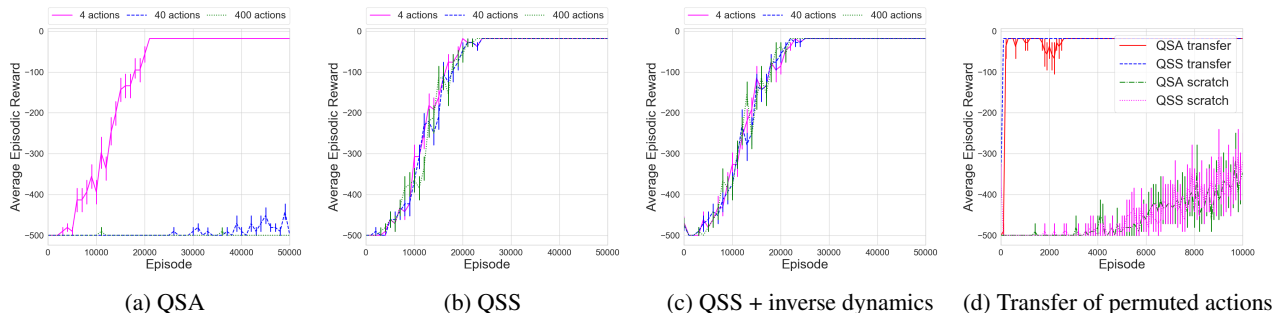 4 actions 40 actions 400 actions
0
−100
−200
−300
−400
−500
Average Episodic Reward
0 10000 20000 30000 40000 50000
Episode
(a) QSA
4 actions 40 actions 400 actions
0
−100
−200
−300
−400
−500
Average Episodic Reward
0 10000 20000 30000 40000 50000
Episode
(b) QSS
4 actions 40 actions 400 actions
0
−100
−200
−300
−400
−500
Average Episodic Reward
0 10000 20000 30000 40000 50000
Episode
(c) QSS + inverse dynamics
0
−100
−200
−300
−400
−500
Average Episodic Reward
QSA transfer
QSS transfer
QSA scratch
QSS scratch
0 2000 4000 6000 8000 10000
Episode
(d) Transfer of permuted actions